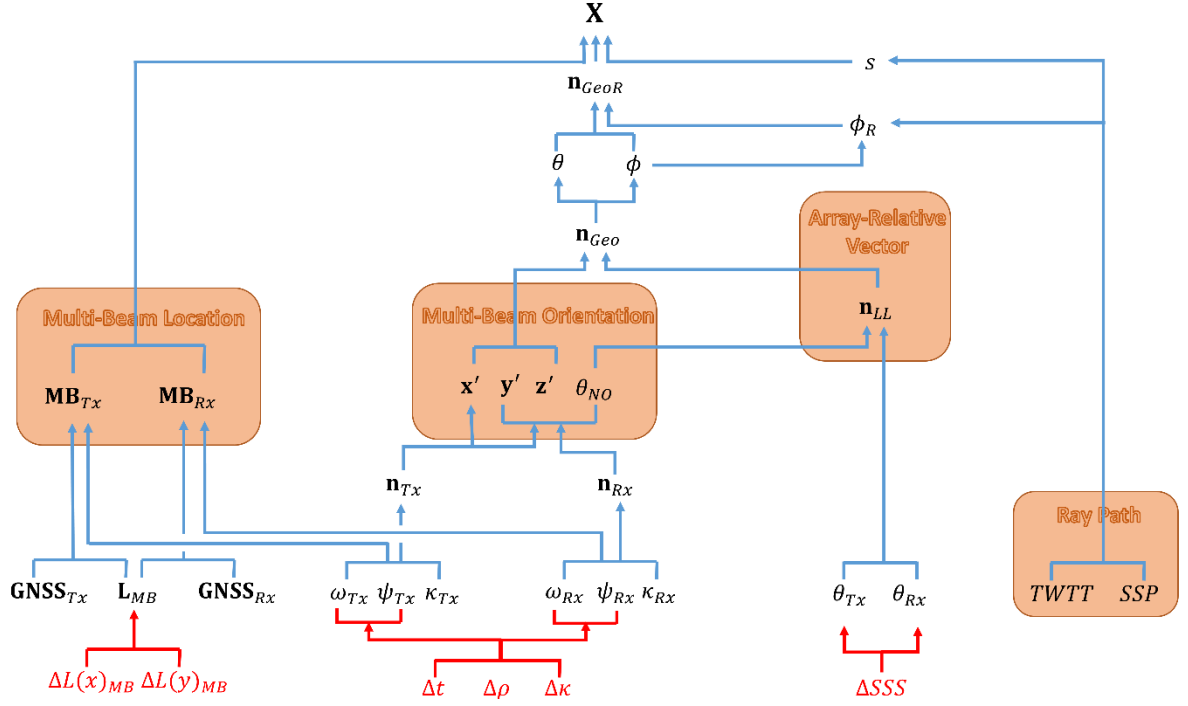 X
s
n_GeoR
ϕ_R
θ ϕ
Array-Relative
Vector
n_Geo
n_LL
Multi-Beam Location
Multi-Beam Orientation
x′ y′ z′ θ_NO
MB_Tx MB_Rx
n_Tx n_Rx
Ray Path
GNSS_Tx L_MB GNSS_Rx
ω_Tx ψ_Tx κ_Tx
ω_Rx ψ_Rx κ_Rx
θ_Tx θ_Rx
TWTT SSP
ΔL(x)_MB ΔL(y)_MB
Δt Δρ Δκ
ΔSSS